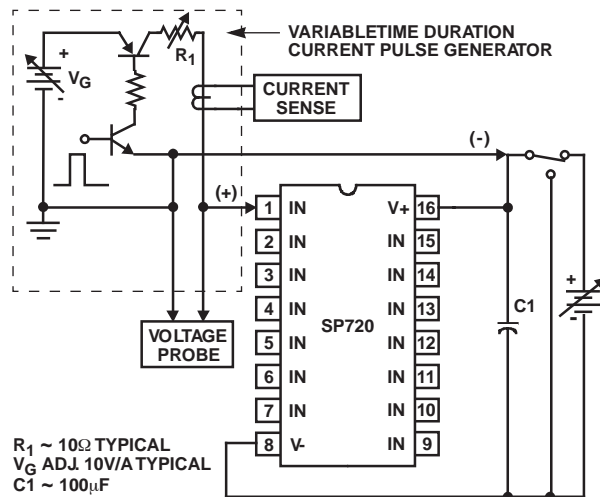 VARIABLETIME DURATION
CURRENT PULSE GENERATOR
+
R1
VG
-
CURRENT
SENSE
(-)
(+)
1 IN V+ 16
2 IN IN 15
3 IN IN 14
4 IN IN 13
SP720
5 IN IN 12
6 IN IN 11
7 IN IN 10
8 V- IN 9
C1
+
-
VOLTAGE
PROBE
R1 ~ 10Ω TYPICAL
VG ADJ. 10V/A TYPICAL
C1 ~ 100μF